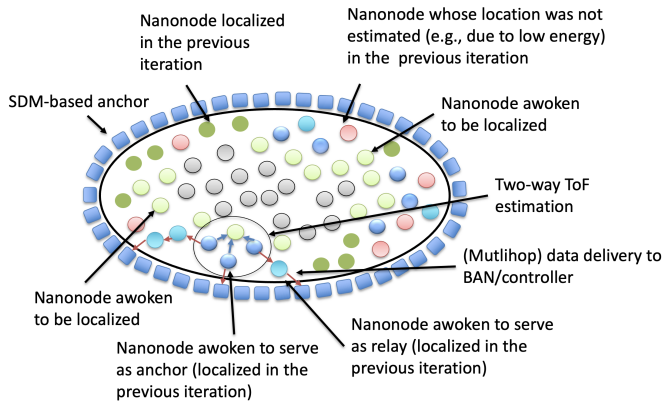 Nanonode localized
in the previous
iteration
Nanonode whose location was not
estimated (e.g., due to low energy)
in the  previous iteration
SDM-based anchor
Nanonode awoken
to be localized
Two-way ToF
estimation
(Mutlihop) data delivery to
BAN/controller
Nanonode awoken
to be localized
Nanonode awoken to serve
as anchor (localized in the
previous iteration)
Nanonode awoken to serve
as relay (localized in the
previous iteration)